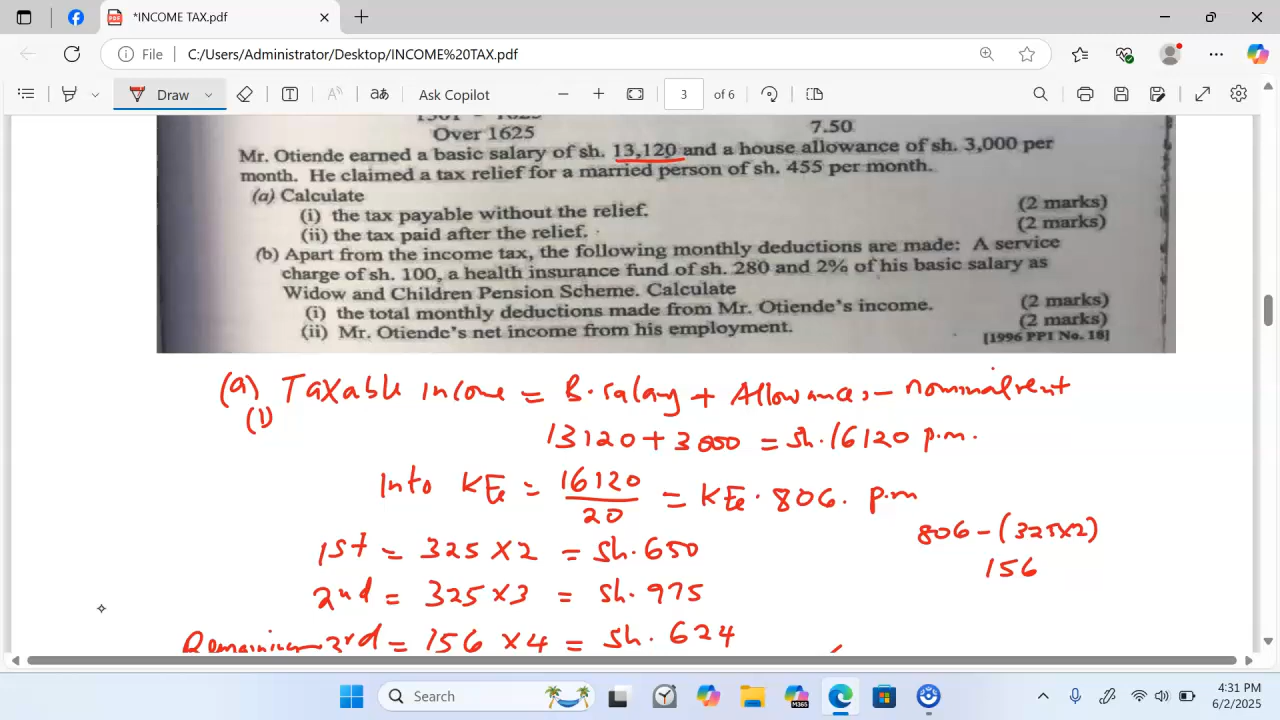 *INCOME TAX.pdf
File C:/Users/Administrator/Desktop/INCOME%20TAX.pdf
Draw Ask Copilot 3 of 6
Over 1625 7.50
Mr. Otiende earned a basic salary of sh. 13,120 and a house allowance of sh. 3,000 per
month. He claimed a tax relief for a married person of sh. 455 per month.
(a) Calculate
(i) the tax payable without the relief. (2 marks)
(ii) the tax paid after the relief. (2 marks)
(b) Apart from the income tax, the following monthly deductions are made: A service
charge of sh. 100, a health insurance fund of sh. 280 and 2% of his basic salary as
Widow and Children Pension Scheme. Calculate
(i) the total monthly deductions made from Mr. Otiende's income. (2 marks)
(ii) Mr. Otiende's net income from his employment. (2 marks)
[1996 PP1 No. 18]
(a) Taxable income = B.salary + Allowances - nominal rent
(i)
13120 + 3000 = sh.16120 p.m.
Into K£ = 16120/20 = K£. 806. p.m
806 - (325x2)
156
1st = 325 x 2 = sh.650
2nd = 325 x 3 = sh. 975
Remaining 3rd = 156 x 4 = sh. 624
Search
4:31 PM
6/2/2025